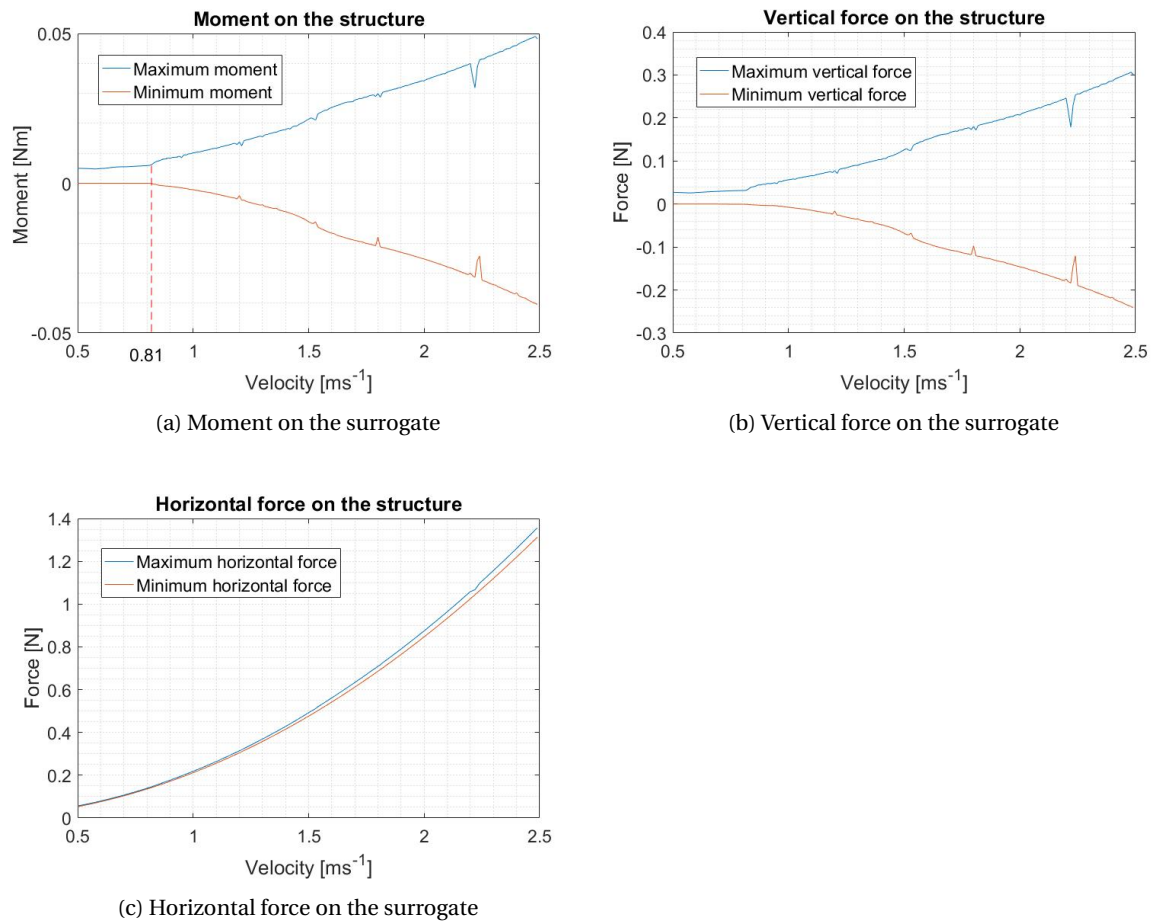 Moment on the structure
0.05
0
-0.05
Moment [Nm]
Maximum moment
Minimum moment
0.5
0.81
1
1.5
2
2.5
Velocity [ms⁻¹]
(a) Moment on the surrogate
Vertical force on the structure
0.4
0.3
0.2
0.1
0
-0.1
-0.2
-0.3
Force [N]
Maximum vertical force
Minimum vertical force
0.5
1
1.5
2
2.5
Velocity [ms⁻¹]
(b) Vertical force on the surrogate
Horizontal force on the structure
1.4
1.2
1
0.8
0.6
0.4
0.2
0
Force [N]
Maximum horizontal force
Minimum horizontal force
0.5
1
1.5
2
2.5
Velocity [ms⁻¹]
(c) Horizontal force on the surrogate